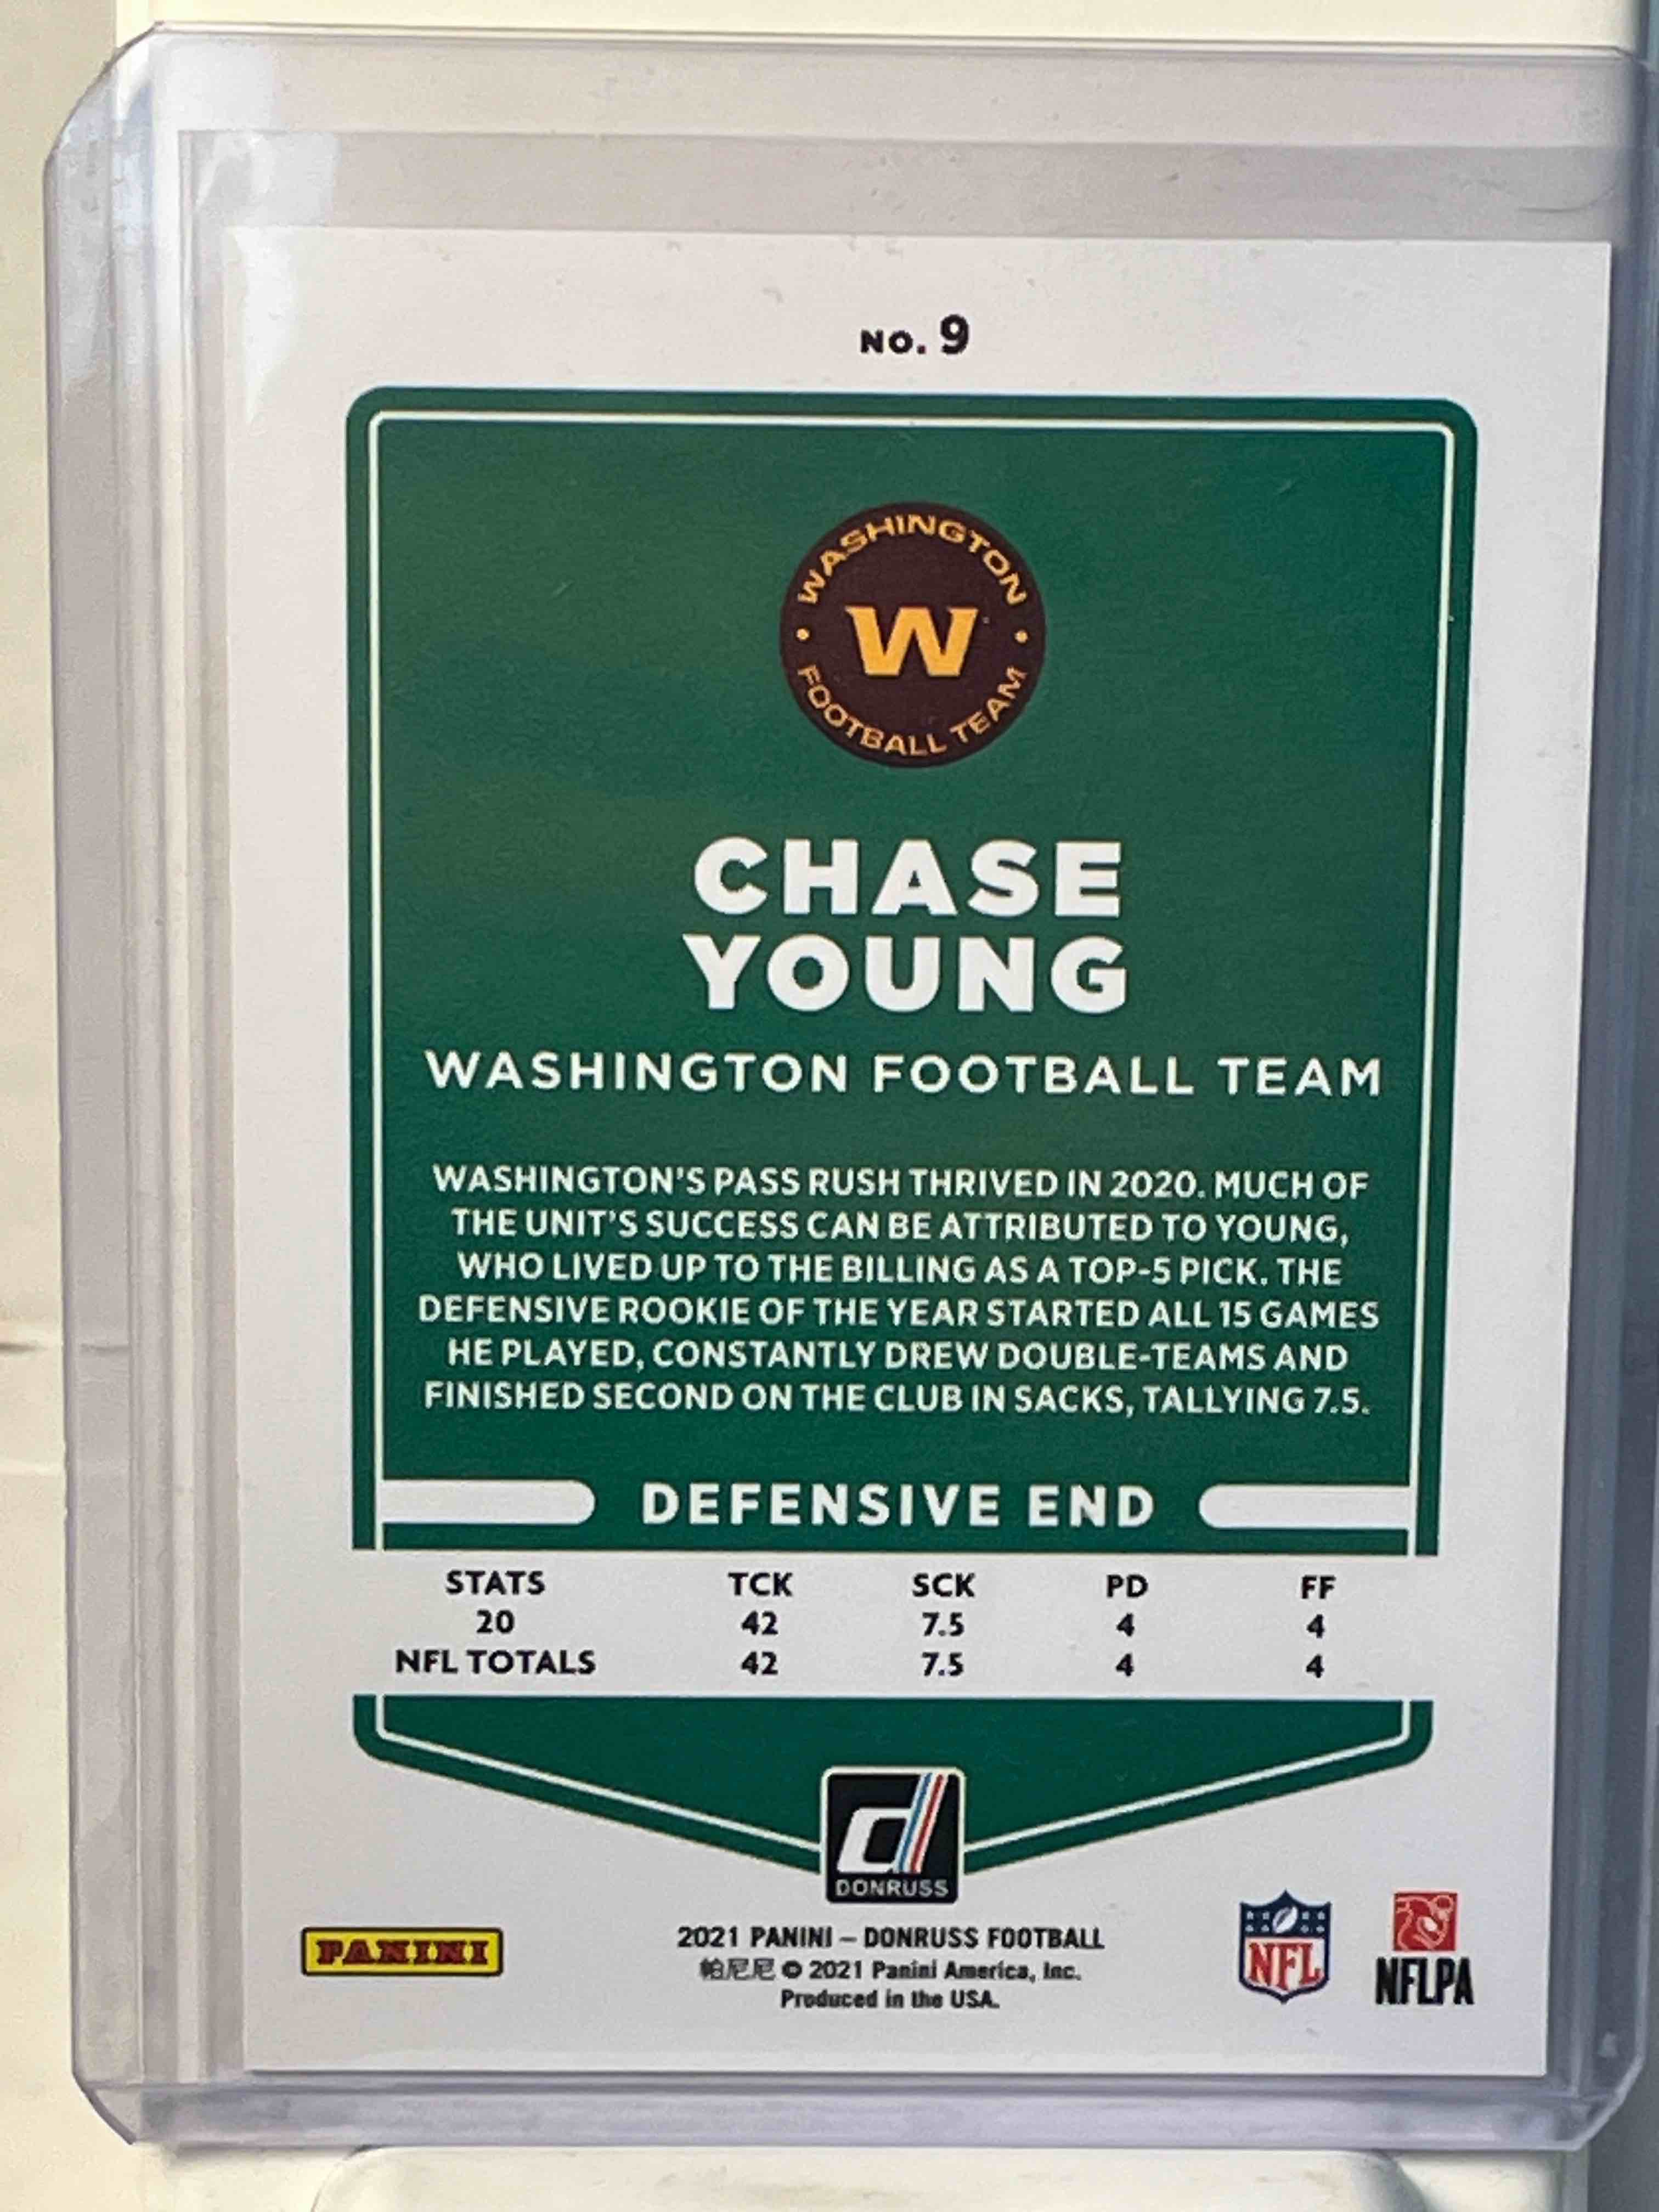 NO. 9
WASHINGTON
W
FOOTBALL TEAM
CHASE
YOUNG
WASHINGTON FOOTBALL TEAM
WASHINGTON'S PASS RUSH THRIVED IN 2020. MUCH OF
THE UNIT'S SUCCESS CAN BE ATTRIBUTED TO YOUNG,
WHO LIVED UP TO THE BILLING AS A TOP-5 PICK. THE
DEFENSIVE ROOKIE OF THE YEAR STARTED ALL 15 GAMES
HE PLAYED, CONSTANTLY DREW DOUBLE-TEAMS AND
FINISHED SECOND ON THE CLUB IN SACKS, TALLYING 7.5.
DEFENSIVE END
STATS TCK SCK PD FF
20 42 7.5 4 4
NFL TOTALS 42 7.5 4 4
d
DONRUSS
PANINI
2021 PANINI – DONRUSS FOOTBALL
帕尼尼 © 2021 Panini America, Inc.
Produced in the USA.
NFL
NFLPA